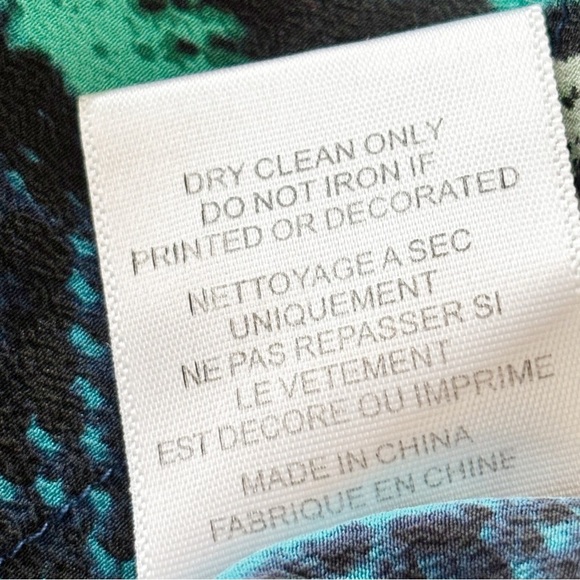 DRY CLEAN ONLY
DO NOT IRON IF
PRINTED OR DECORATED
NETTOYAGE A SEC
UNIQUEMENT
NE PAS REPASSER SI
LE VETEMENT
EST DECORE OU IMPRIME
MADE IN CHINA
FABRIQUE EN CHINE